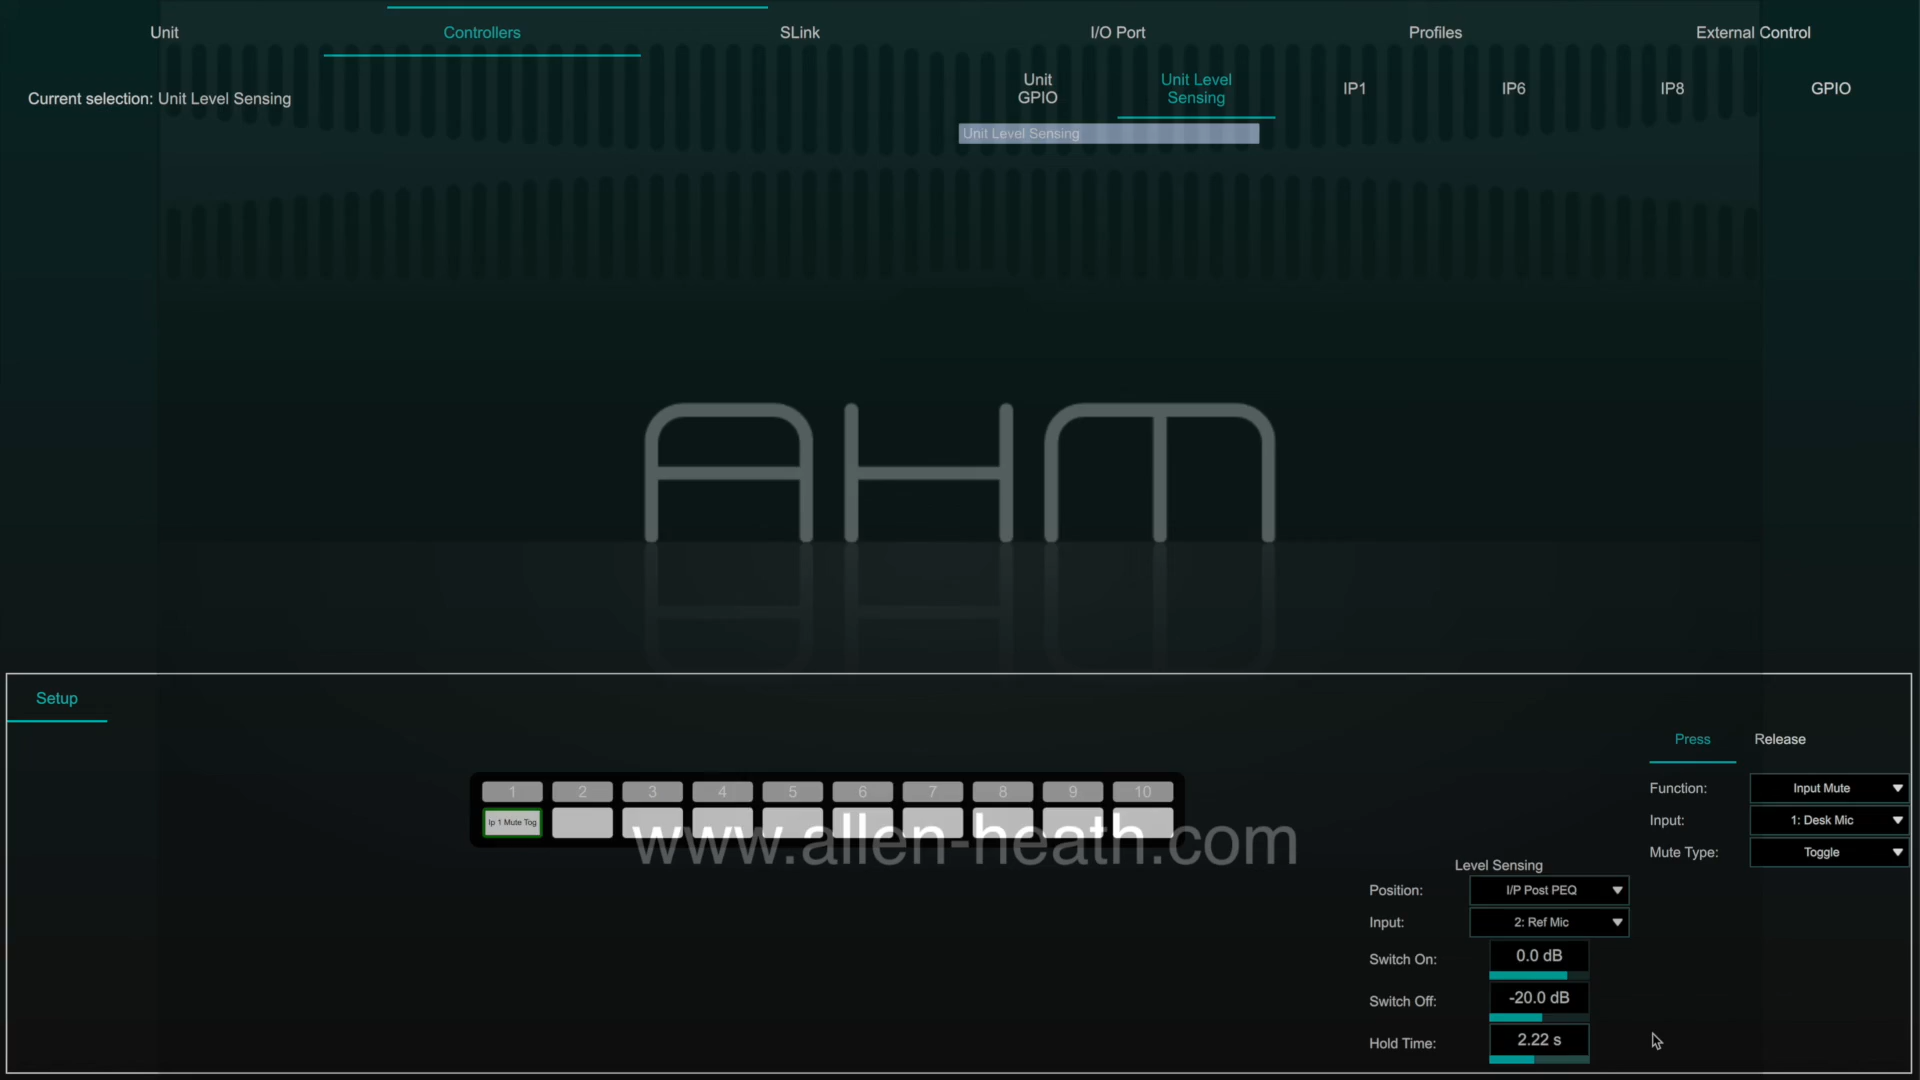 Unit
Controllers
SLink
I/O Port
Profiles
External Control
Current selection: Unit Level Sensing
Unit
GPIO
Unit Level
Sensing
IP1
IP6
IP8
GPIO
Unit Level Sensing
AHM
Setup
Press
Release
Function:
Input Mute
Input:
1: Desk Mic
Mute Type:
Toggle
1
2
3
4
5
6
7
8
9
10
Ip 1 Mute Tog
www.allen-heath.com
Level Sensing
Position:
I/P Post PEQ
Input:
2: Ref Mic
Switch On:
0.0 dB
Switch Off:
-20.0 dB
Hold Time:
2.22 s